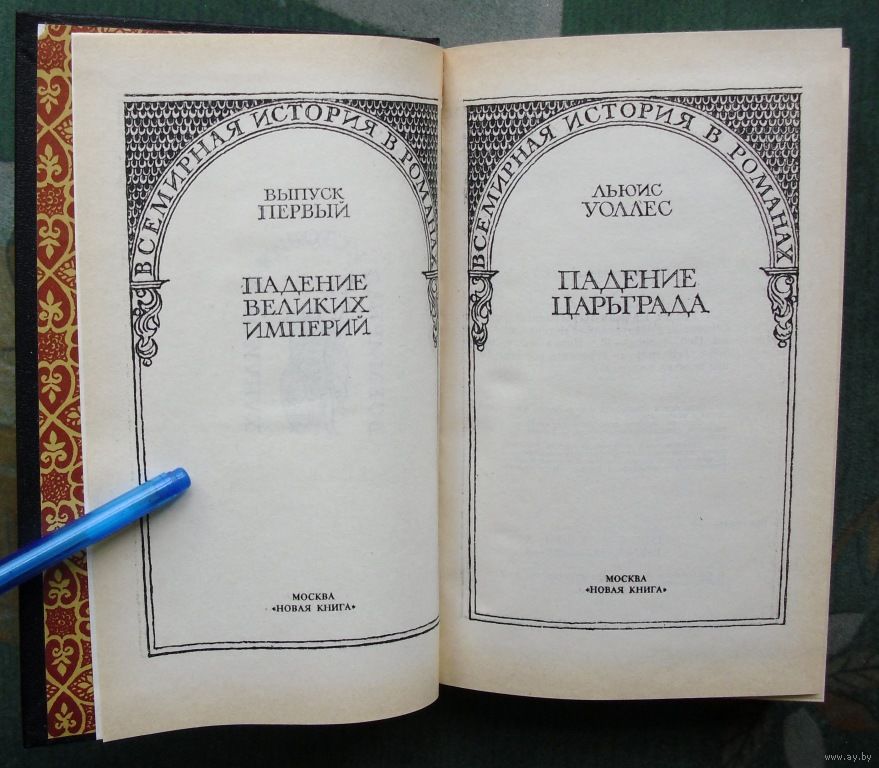 ВСЕМИРНАЯ ИСТОРИЯ В РОМАНАХ
ВЫПУСК
ПЕРВЫЙ
ПАДЕНИЕ
ВЕЛИКИХ
ИМПЕРИЙ
МОСКВА
«НОВАЯ КНИГА»
ВСЕМИРНАЯ ИСТОРИЯ В РОМАНАХ
ЛЬЮИС
УОЛЛЕС
ПАДЕНИЕ
ЦАРЬГРАДА
МОСКВА
«НОВАЯ КНИГА»
www.ay.by